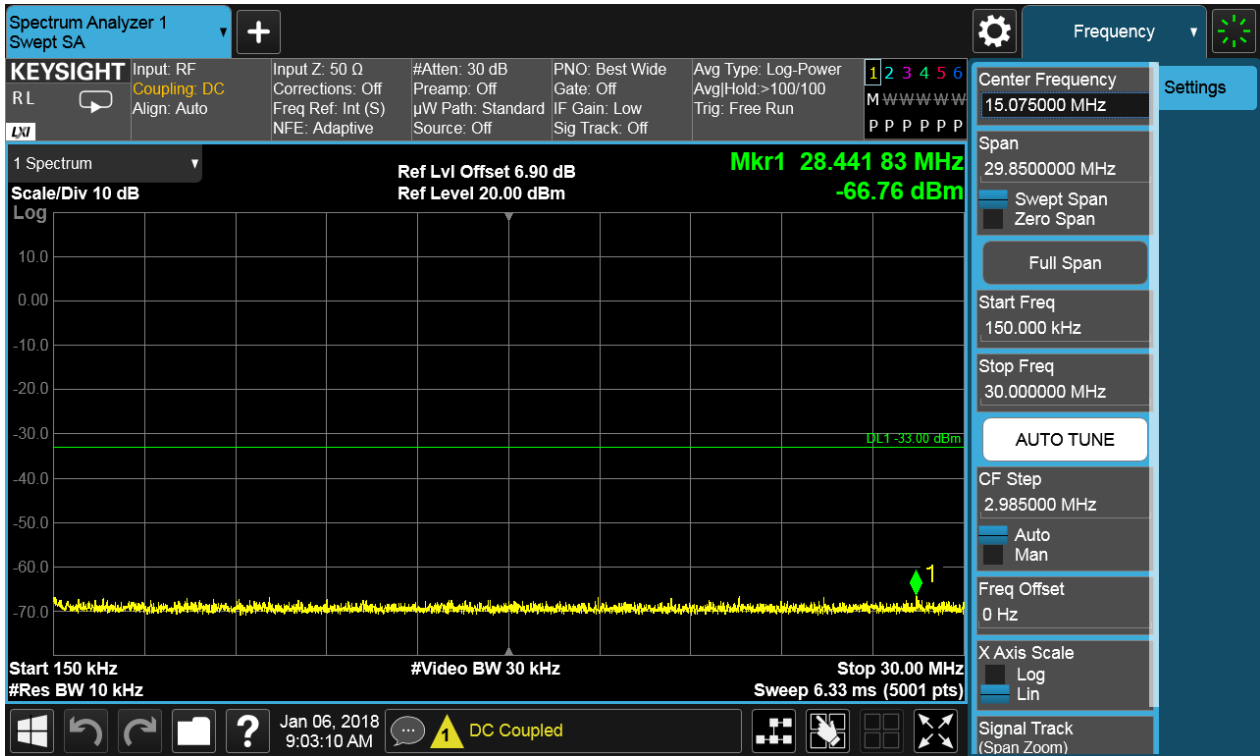 Spectrum Analyzer 1
Swept SA
+
Frequency
KEYSIGHT
RL
LXI
Input: RF
Coupling: DC
Align: Auto
Input Z: 50 Ω
Corrections: Off
Freq Ref: Int (S)
NFE: Adaptive
#Atten: 30 dB
Preamp: Off
µW Path: Standard
Source: Off
PNO: Best Wide
Gate: Off
IF Gain: Low
Sig Track: Off
Avg Type: Log-Power
Avg|Hold:>100/100
Trig: Free Run
1 2 3 4 5 6
M W W W W W
P P P P P P
1 Spectrum
Scale/Div 10 dB
Log
Ref Lvl Offset 6.90 dB
Ref Level 20.00 dBm
Mkr1 28.441 83 MHz
-66.76 dBm
10.0
0.00
-10.0
-20.0
-30.0
DL1 -33.00 dBm
-40.0
-50.0
-60.0
1
-70.0
Start 150 kHz
#Res BW 10 kHz
#Video BW 30 kHz
Stop 30.00 MHz
Sweep 6.33 ms (5001 pts)
Center Frequency
15.075000 MHz
Settings
Span
29.8500000 MHz
Swept Span
Zero Span
Full Span
Start Freq
150.000 kHz
Stop Freq
30.000000 MHz
AUTO TUNE
CF Step
2.985000 MHz
Auto
Man
Freq Offset
0 Hz
X Axis Scale
Log
Lin
Signal Track
(Span Zoom)
?
Jan 06, 2018
9:03:10 AM
1
DC Coupled